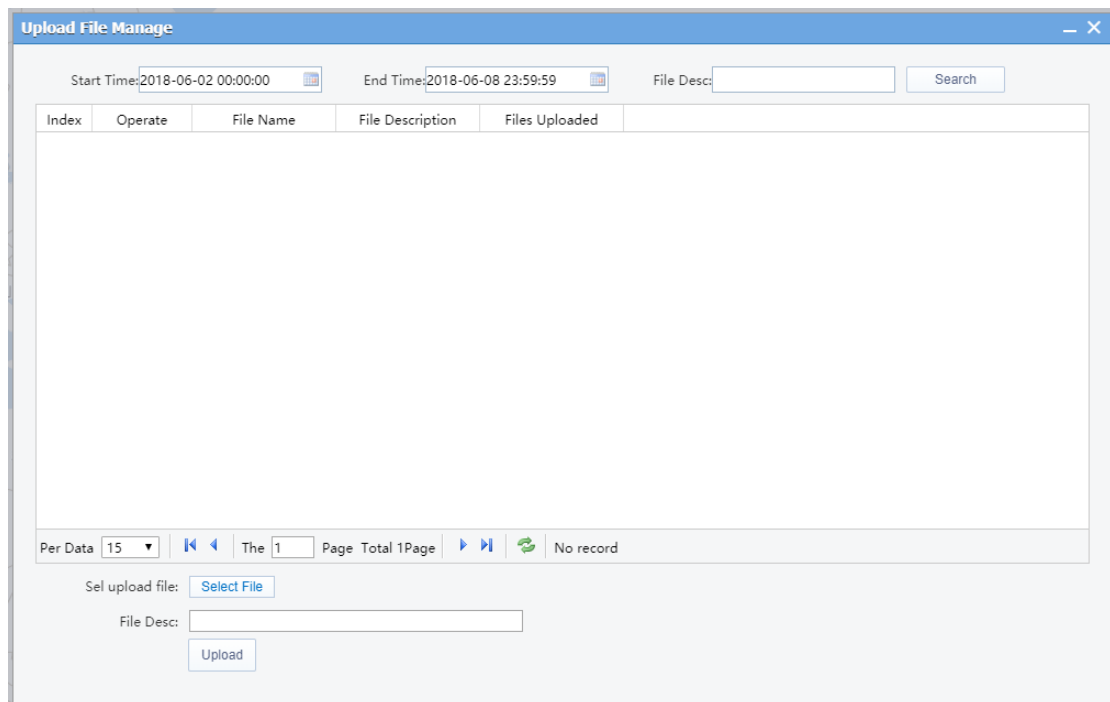 Upload File Manage
Start Time:2018-06-02 00:00:00 End Time:2018-06-08 23:59:59 File Desc: Search
Index Operate File Name File Description Files Uploaded
Per Data 15 The 1 Page Total 1Page No record
Sel upload file: Select File
File Desc:
Upload